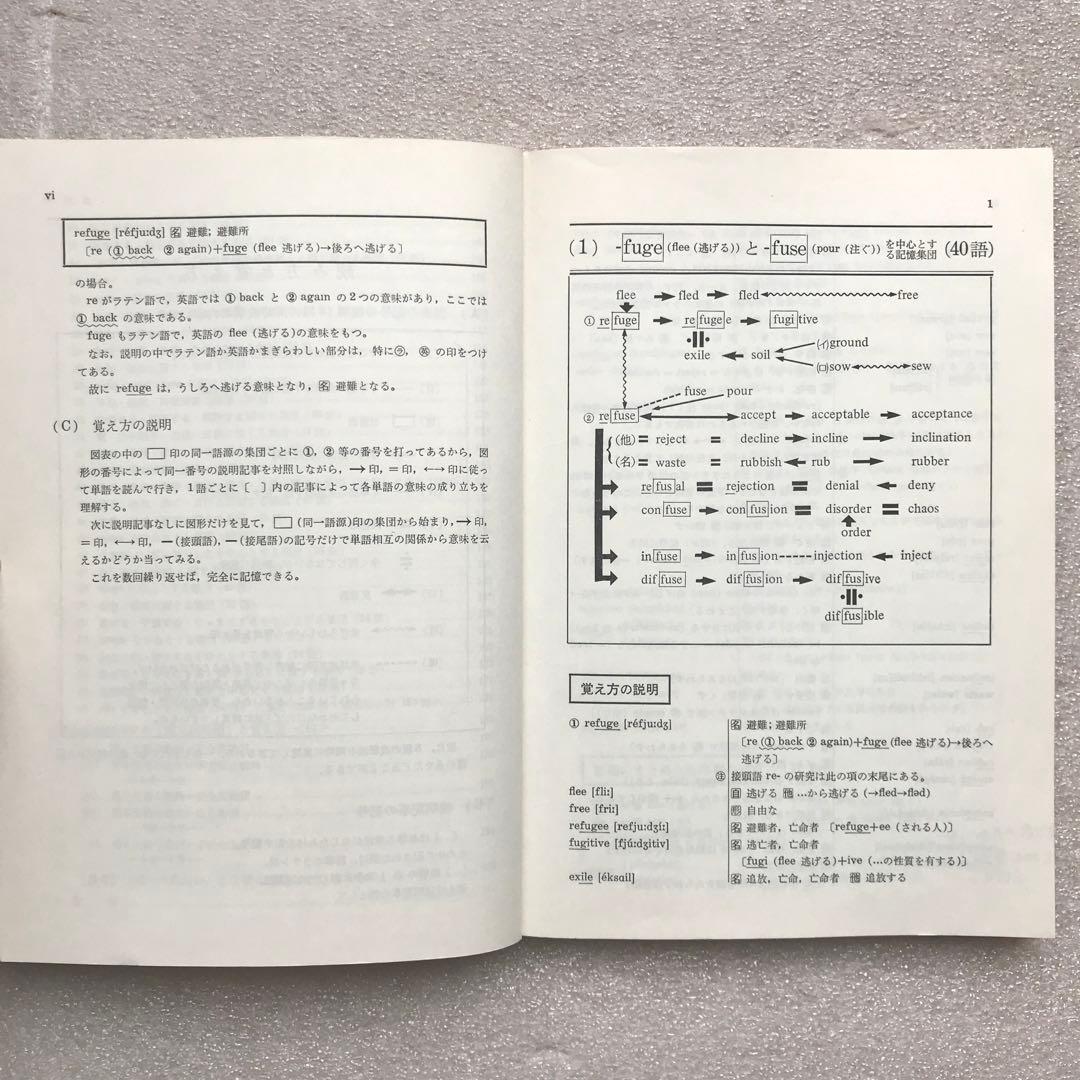 vi
refuge [réfju:dʒ] 名 避難; 避難所
〔re (① back ② again)+fuge (flee 逃げる)→後ろへ逃げる〕
の場合。
re がラテン語で，英語では ① back と ② again の2つの意味があり，ここでは
① back の意味である。
fuge もラテン語で，英語の flee (逃げる)の意味をもつ。
なお，説明の中でラテン語か英語かまぎらわしい部分は，特に㋶，㊧の印をつけ
てある。
故に refuge は，うしろへ逃げる意味となり，名 避難となる。
(C) 覚え方の説明
図表の中の □ 印の同一語源の集団ごとに ①，② 等の番号を打ってあるから，図
形の番号によって同一番号の説明記事を対照しながら，→印，＝印，←→印に従っ
て単語を読んで行き，1語ごとに〔 〕内の記事によって各単語の意味の成り立ちを
理解する。
次に説明記事なしに図形だけを見て，□ (同一語源)印の集団から始まり，→印，
＝印，←→印，─(接頭語)，─(接尾語)の記号だけで単語相互の関係から意味を云
えるかどうか当ってみる。
これを数回繰り返せば，完全に記憶できる。
1
(1) -fuge (flee (逃げる)) と -fuse (pour (注ぐ)) を中心とする記憶集団 (40語)
flee → fled → fled ←→ free
① refuge → refugee → fugitive
exile ← soil (イ)ground
(ロ)sow ←→ sew
fuse pour
② refuse accept → acceptable → acceptance
(他) = reject = decline → incline → inclination
(名) = waste = rubbish ← rub → rubber
refusal = rejection = denial ← deny
confuse → confusion = disorder = chaos
order
infuse → infusion ----- injection ← inject
diffuse → diffusion → diffusive
diffusible
覚え方の説明
① refuge [réfju:dʒ] 名 避難; 避難所
〔re (① back ② again)+fuge (flee 逃げる)→後ろへ
逃げる〕
注 接頭語 re- の研究は此の項の末尾にある。
flee [fli:] 自 逃げる 他 …から逃げる (→fled→fled)
free [fri:] 形 自由な
refugee [refju:dʒí:] 名 避難者，亡命者 〔refuge+ee (される人)〕
fugitive [fjú:dʒitiv] 名 逃亡者，亡命者
〔fugi (flee 逃げる)+ive (…の性質を有する)〕
exile [éksail] 名 追放，亡命，亡命者 他 追放する